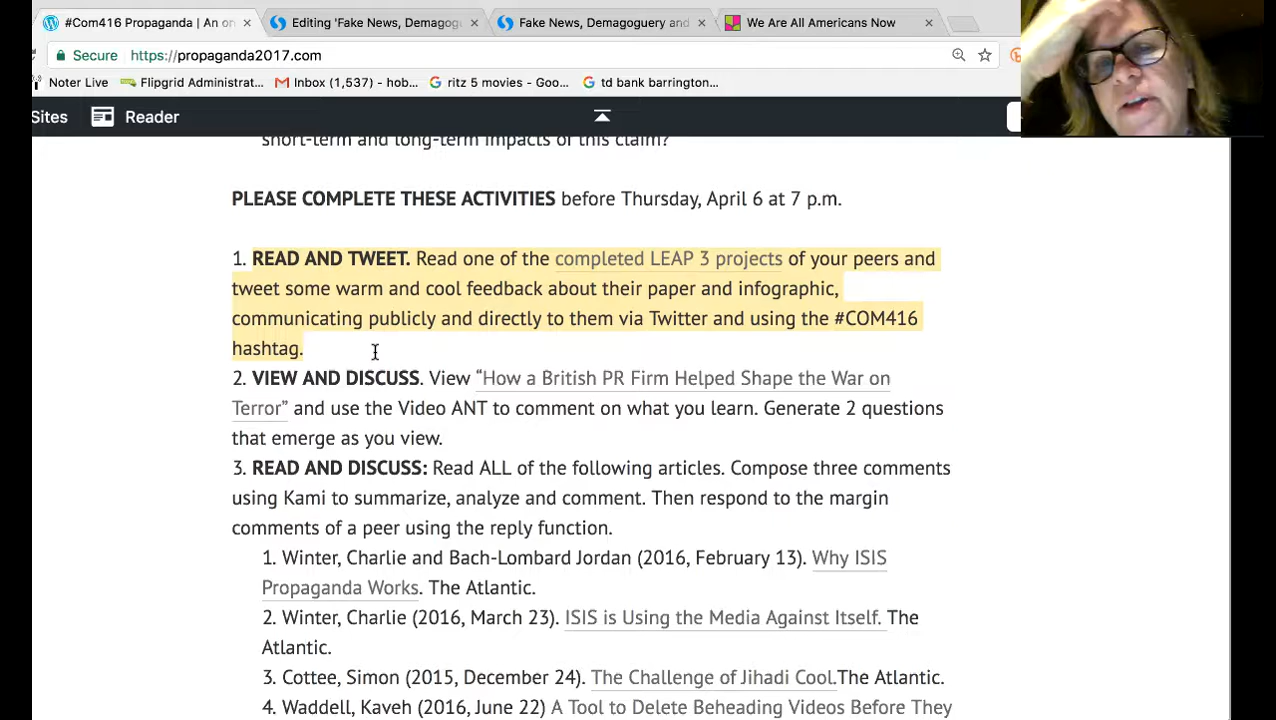 #Com416 Propaganda | An on
Editing 'Fake News, Demagogu
Fake News, Demagoguery and
We Are All Americans Now
Secure https://propaganda2017.com
Noter Live
Flipgrid Administrat...
Inbox (1,537) - hob...
ritz 5 movies - Goo...
td bank barrington...
Sites
Reader
short-term and long-term impacts of this claim?
PLEASE COMPLETE THESE ACTIVITIES before Thursday, April 6 at 7 p.m.
1. READ AND TWEET. Read one of the completed LEAP 3 projects of your peers and
tweet some warm and cool feedback about their paper and infographic,
communicating publicly and directly to them via Twitter and using the #COM416
hashtag.
2. VIEW AND DISCUSS. View “How a British PR Firm Helped Shape the War on
Terror” and use the Video ANT to comment on what you learn. Generate 2 questions
that emerge as you view.
3. READ AND DISCUSS: Read ALL of the following articles. Compose three comments
using Kami to summarize, analyze and comment. Then respond to the margin
comments of a peer using the reply function.
1. Winter, Charlie and Bach-Lombard Jordan (2016, February 13). Why ISIS
Propaganda Works. The Atlantic.
2. Winter, Charlie (2016, March 23). ISIS is Using the Media Against Itself. The
Atlantic.
3. Cottee, Simon (2015, December 24). The Challenge of Jihadi Cool.The Atlantic.
4. Waddell, Kaveh (2016, June 22) A Tool to Delete Beheading Videos Before They